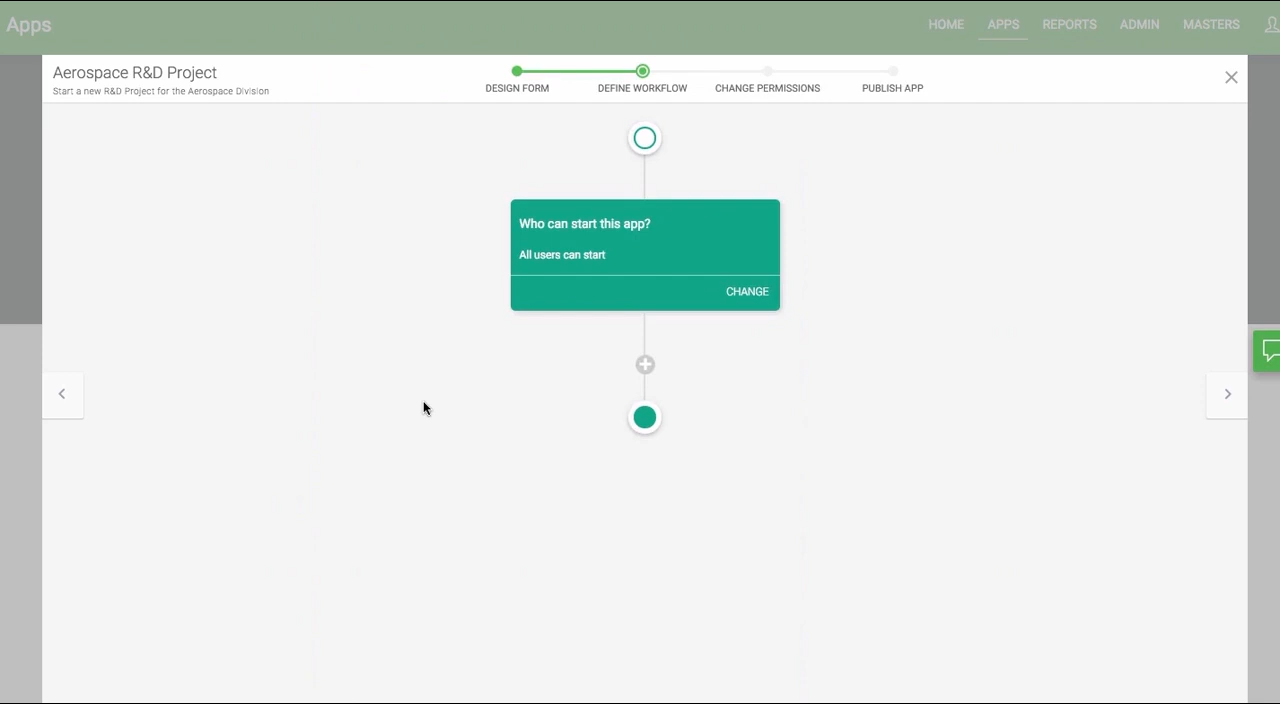 Apps
HOME APPS REPORTS ADMIN MASTERS
Aerospace R&D Project
Start a new R&D Project for the Aerospace Division
DESIGN FORM DEFINE WORKFLOW CHANGE PERMISSIONS PUBLISH APP
Who can start this app?
All users can start
CHANGE